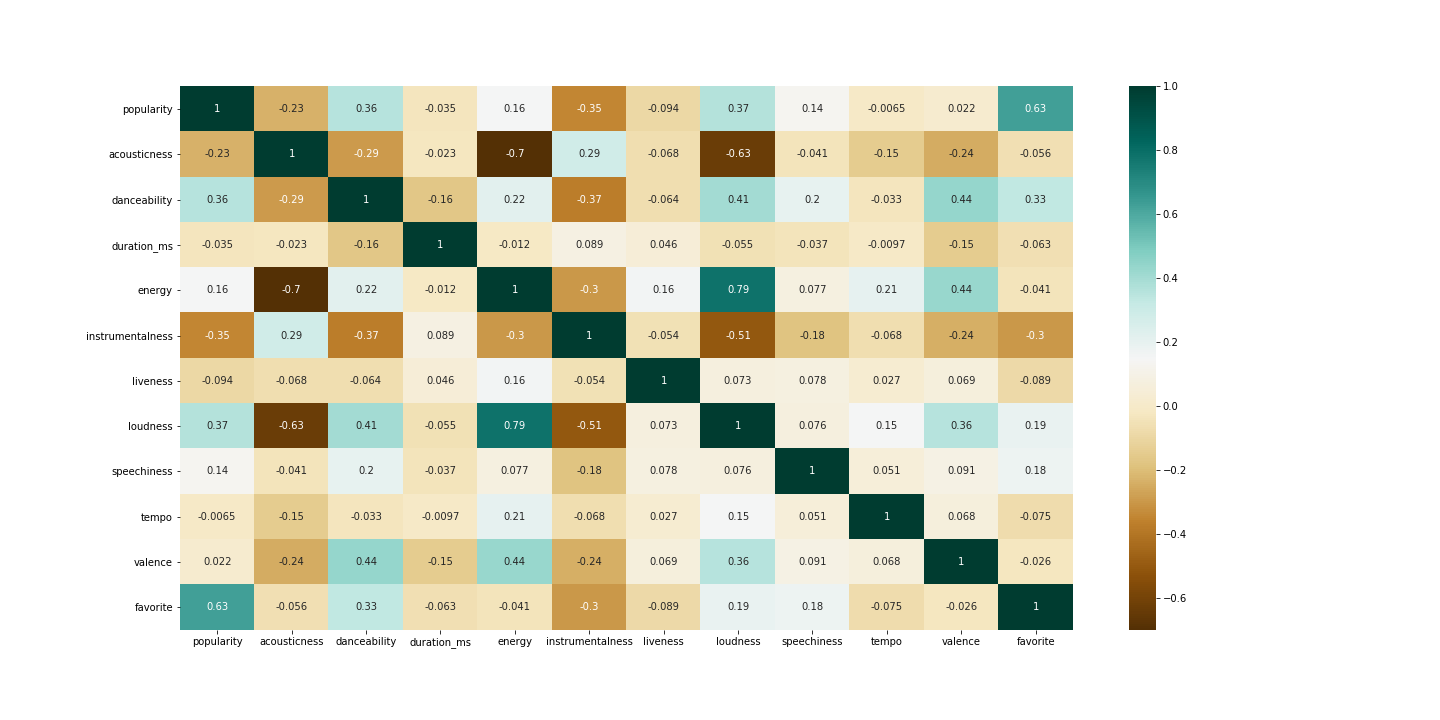 popularity 1 -0.23 0.36 -0.035 0.16 -0.35 -0.094 0.37 0.14 -0.0065 0.022 0.63
acousticness -0.23 1 -0.29 -0.023 -0.7 0.29 -0.068 -0.63 -0.041 -0.15 -0.24 -0.056
danceability 0.36 -0.29 1 -0.16 0.22 -0.37 -0.064 0.41 0.2 -0.033 0.44 0.33
duration_ms -0.035 -0.023 -0.16 1 -0.012 0.089 0.046 -0.055 -0.037 -0.0097 -0.15 -0.063
energy 0.16 -0.7 0.22 -0.012 1 -0.3 0.16 0.79 0.077 0.21 0.44 -0.041
instrumentalness -0.35 0.29 -0.37 0.089 -0.3 1 -0.054 -0.51 -0.18 -0.068 -0.24 -0.3
liveness -0.094 -0.068 -0.064 0.046 0.16 -0.054 1 0.073 0.078 0.027 0.069 -0.089
loudness 0.37 -0.63 0.41 -0.055 0.79 -0.51 0.073 1 0.076 0.15 0.36 0.19
speechiness 0.14 -0.041 0.2 -0.037 0.077 -0.18 0.078 0.076 1 0.051 0.091 0.18
tempo -0.0065 -0.15 -0.033 -0.0097 0.21 -0.068 0.027 0.15 0.051 1 0.068 -0.075
valence 0.022 -0.24 0.44 -0.15 0.44 -0.24 0.069 0.36 0.091 0.068 1 -0.026
favorite 0.63 -0.056 0.33 -0.063 -0.041 -0.3 -0.089 0.19 0.18 -0.075 -0.026 1
popularity acousticness danceability duration_ms energy instrumentalness liveness loudness speechiness tempo valence favorite
1.0
0.8
0.6
0.4
0.2
0.0
−0.2
−0.4
−0.6